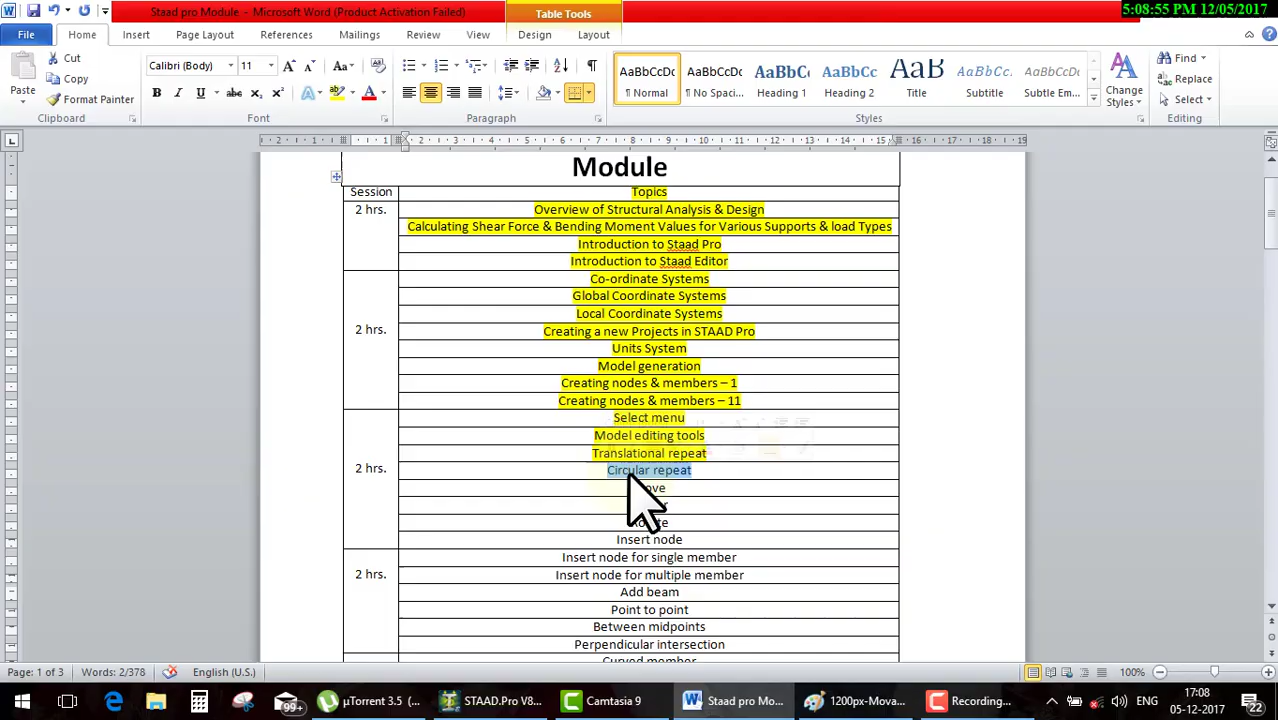 Staad pro Module - Microsoft Word (Product Activation Failed)
Table Tools
5:08:55 PM 12/05/2017
File
Home
Insert
Page Layout
References
Mailings
Review
View
Design
Layout
Paste
Cut
Copy
Format Painter
Clipboard
Calibri (Body)
11
Font
Paragraph
AaBbCcDc
¶ Normal
AaBbCcDc
¶ No Spaci...
AaBbCc
Heading 1
AaBbCc
Heading 2
AaB
Title
AaBbCc.
Subtitle
AaBbCcDc
Subtle Em...
Change
Styles
Styles
Find
Replace
Select
Editing
Module
Session
Topics
2 hrs.
Overview of Structural Analysis & Design
Calculating Shear Force & Bending Moment Values for Various Supports & load Types
Introduction to Staad Pro
Introduction to Staad Editor
2 hrs.
Co-ordinate Systems
Global Coordinate Systems
Local Coordinate Systems
Creating a new Projects in STAAD Pro
Units System
Model generation
Creating nodes & members – 1
Creating nodes & members – 11
2 hrs.
Select menu
Model editing tools
Translational repeat
Circular repeat
Insert node
2 hrs.
Insert node for single member
Insert node for multiple member
Add beam
Point to point
Between midpoints
Perpendicular intersection
Curved member
Page: 1 of 3
Words: 2/378
English (U.S.)
100%
99+
µTorrent 3.5 (...
STAAD.Pro V8...
Camtasia 9
Staad pro Mo...
1200px-Mova...
Recording...
ENG
17:08
05-12-2017
22